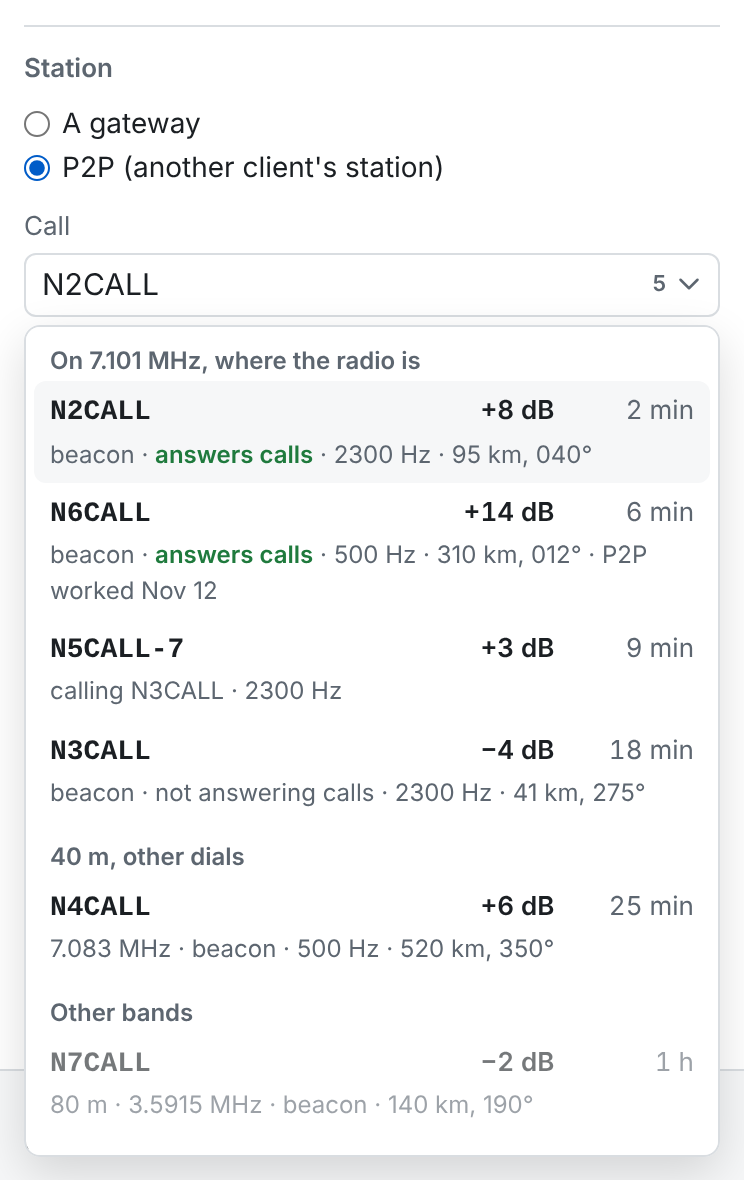 Station
A gateway
P2P (another client's station)
Call
N2CALL 5
On 7.101 MHz, where the radio is
N2CALL +8 dB 2 min
beacon · answers calls · 2300 Hz · 95 km, 040°
N6CALL +14 dB 6 min
beacon · answers calls · 500 Hz · 310 km, 012° · P2P
worked Nov 12
N5CALL-7 +3 dB 9 min
calling N3CALL · 2300 Hz
N3CALL −4 dB 18 min
beacon · not answering calls · 2300 Hz · 41 km, 275°
40 m, other dials
N4CALL +6 dB 25 min
7.083 MHz · beacon · 500 Hz · 520 km, 350°
Other bands
N7CALL −2 dB 1 h
80 m · 3.5915 MHz · beacon · 140 km, 190°